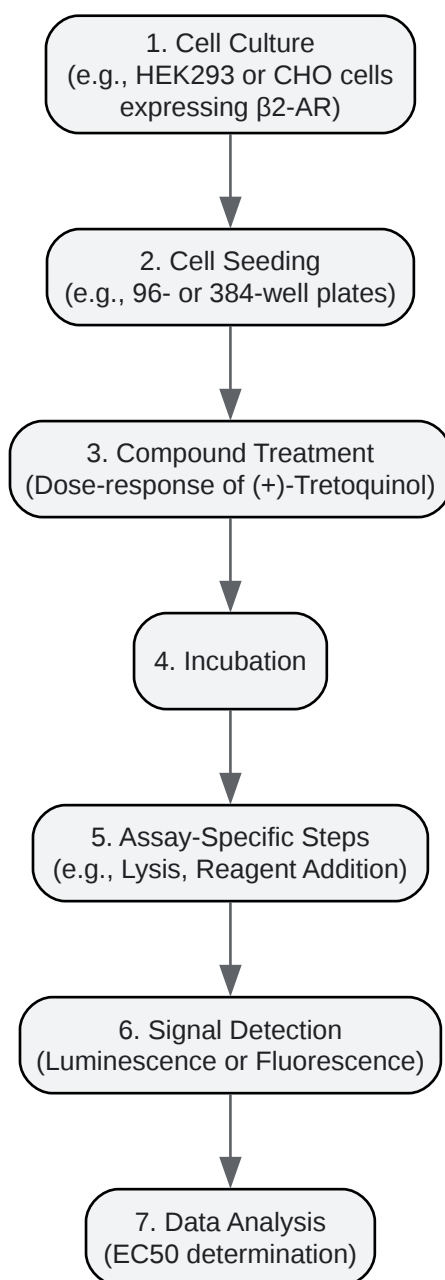 1. Cell Culture
(e.g., HEK293 or CHO cells
expressing β2-AR)
2. Cell Seeding
(e.g., 96- or 384-well plates)
3. Compound Treatment
(Dose-response of (+)-Tretoquinol)
4. Incubation
5. Assay-Specific Steps
(e.g., Lysis, Reagent Addition)
6. Signal Detection
(Luminescence or Fluorescence)
7. Data Analysis
(EC50 determination)